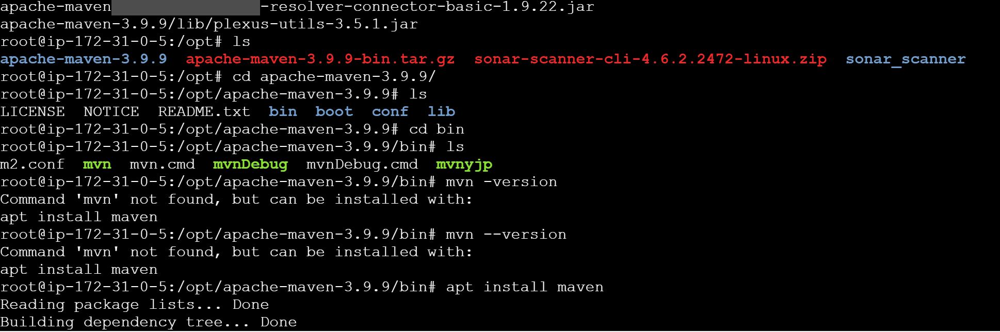 apache-maven -resolver-connector-basic-1.9.22.jar
apache-maven-3.9.9/lib/plexus-utils-3.5.1.jar
root@ip-172-31-0-5:/opt# ls
apache-maven-3.9.9  apache-maven-3.9.9-bin.tar.gz  sonar-scanner-cli-4.6.2.2472-linux.zip  sonar_scanner
root@ip-172-31-0-5:/opt# cd apache-maven-3.9.9/
root@ip-172-31-0-5:/opt/apache-maven-3.9.9# ls
LICENSE  NOTICE  README.txt  bin  boot  conf  lib
root@ip-172-31-0-5:/opt/apache-maven-3.9.9# cd bin
root@ip-172-31-0-5:/opt/apache-maven-3.9.9/bin# ls
m2.conf  mvn  mvn.cmd  mvnDebug  mvnDebug.cmd  mvnyjp
root@ip-172-31-0-5:/opt/apache-maven-3.9.9/bin# mvn -version
Command 'mvn' not found, but can be installed with:
apt install maven
root@ip-172-31-0-5:/opt/apache-maven-3.9.9/bin# mvn --version
Command 'mvn' not found, but can be installed with:
apt install maven
root@ip-172-31-0-5:/opt/apache-maven-3.9.9/bin# apt install maven
Reading package lists... Done
Building dependency tree... Done